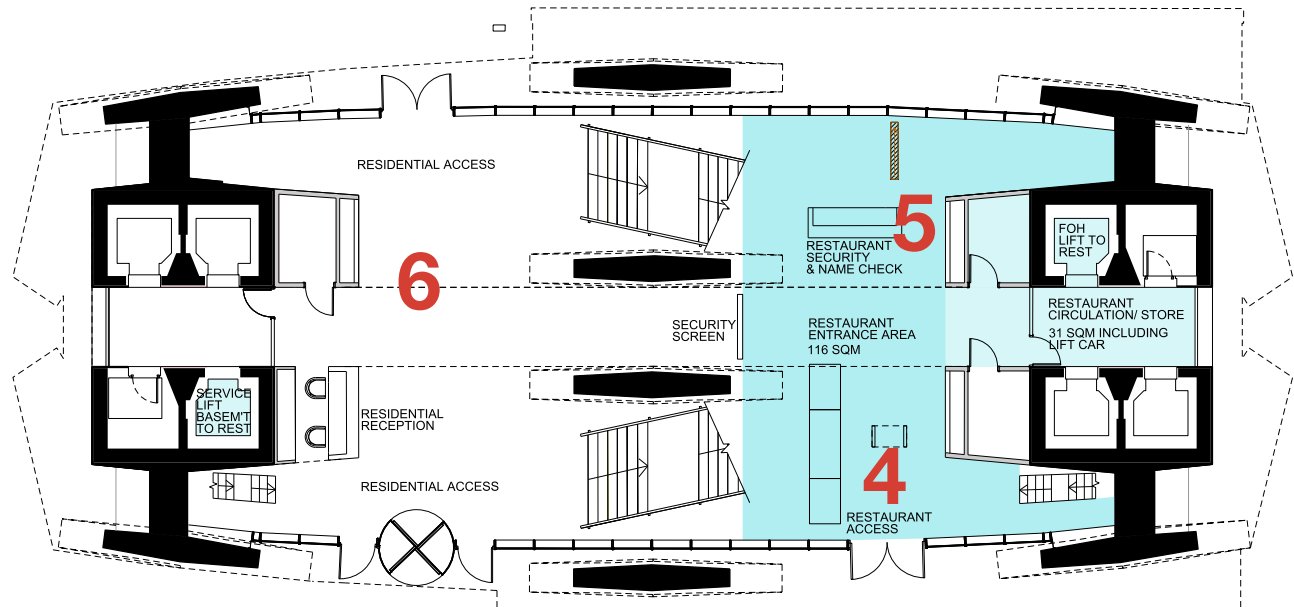 RESIDENTIAL ACCESS
5
RESTAURANT
SECURITY
& NAME CHECK
FOH
LIFT TO
REST
6
SECURITY
SCREEN
RESTAURANT
ENTRANCE AREA
116 SQM
RESTAURANT
CIRCULATION/ STORE
31 SQM INCLUDING
LIFT CAR
SERVICE
LIFT
BASEM'T
TO REST
RESIDENTIAL
RECEPTION
RESIDENTIAL ACCESS
4
RESTAURANT
ACCESS